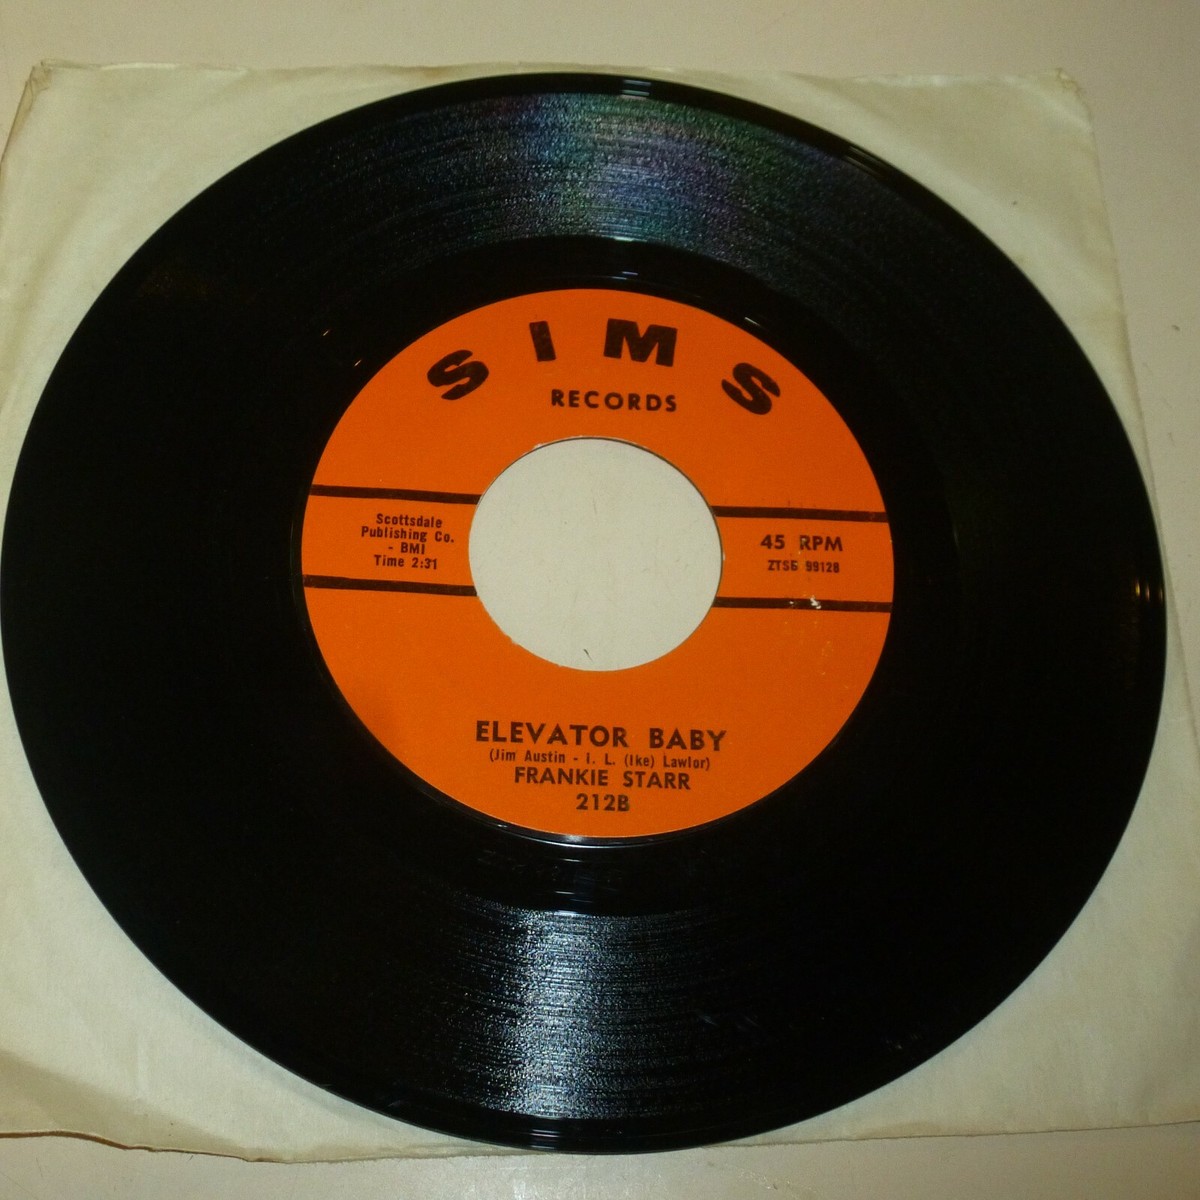 SIMS
RECORDS
Scottsdale
Publishing Co.
- BMI
Time 2:31
45 RPM
99128
ELEVATOR BABY
(Jim Austin - I. L. (Ike) Lawlor)
FRANKIE STARR
212B